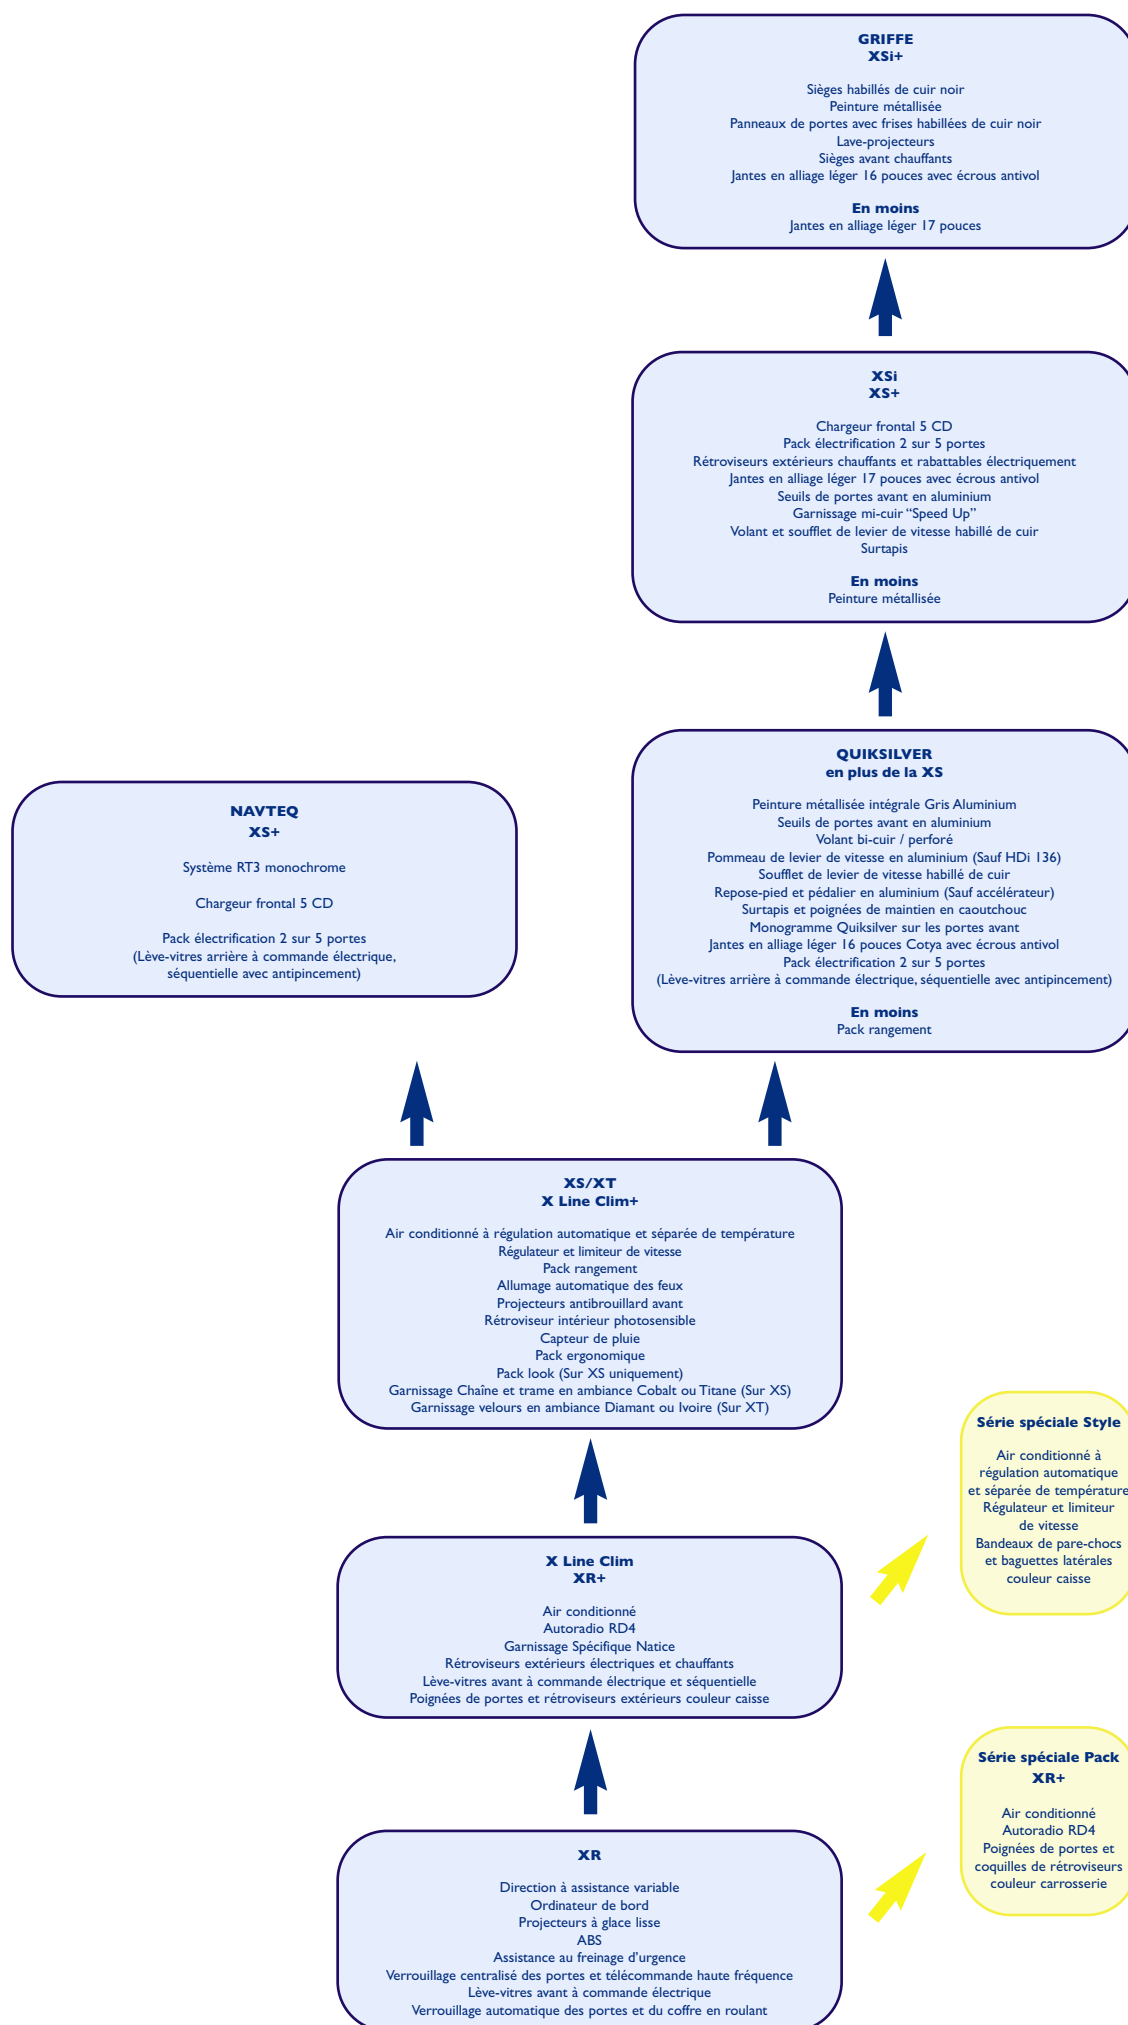 GRIFFE
XSi+
Sièges habillés de cuir noir
Peinture métallisée
Panneaux de portes avec frises habillées de cuir noir
Lave-projecteurs
Sièges avant chauffants
Jantes en alliage léger 16 pouces avec écrous antivol
En moins
Jantes en alliage léger 17 pouces
XSi
XS+
Chargeur frontal 5 CD
Pack électrification 2 sur 5 portes
Rétroviseurs extérieurs chauffants et rabattables électriquement
Jantes en alliage léger 17 pouces avec écrous antivol
Seuils de portes avant en aluminium
Garnissage mi-cuir “Speed Up”
Volant et soufflet de levier de vitesse habillé de cuir
Surtapis
En moins
Peinture métallisée
QUIKSILVER
en plus de la XS
Peinture métallisée intégrale Gris Aluminium
Seuils de portes avant en aluminium
Volant bi-cuir / perforé
Pommeau de levier de vitesse en aluminium (Sauf HDi 136)
Soufflet de levier de vitesse habillé de cuir
Repose-pied et pédalier en aluminium (Sauf accélérateur)
Surtapis et poignées de maintien en caoutchouc
Monogramme Quiksilver sur les portes avant
Jantes en alliage léger 16 pouces Cotya avec écrous antivol
Pack électrification 2 sur 5 portes
(Lève-vitres arrière à commande électrique, séquentielle avec antipincement)
En moins
Pack rangement
NAVTEQ
XS+
Système RT3 monochrome
Chargeur frontal 5 CD
Pack électrification 2 sur 5 portes
(Lève-vitres arrière à commande électrique,
séquentielle avec antipincement)
XS/XT
X Line Clim+
Air conditionné à régulation automatique et séparée de température
Régulateur et limiteur de vitesse
Pack rangement
Allumage automatique des feux
Projecteurs antibrouillard avant
Rétroviseur intérieur photosensible
Capteur de pluie
Pack ergonomique
Pack look (Sur XS uniquement)
Garnissage Chaîne et trame en ambiance Cobalt ou Titane (Sur XS)
Garnissage velours en ambiance Diamant ou Ivoire (Sur XT)
Série spéciale Style
Air conditionné à
régulation automatique
et séparée de température
Régulateur et limiteur
de vitesse
Bandeaux de pare-chocs
et baguettes latérales
couleur caisse
X Line Clim
XR+
Air conditionné
Autoradio RD4
Garnissage Spécifique Natice
Rétroviseurs extérieurs électriques et chauffants
Lève-vitres avant à commande électrique et séquentielle
Poignées de portes et rétroviseurs extérieurs couleur caisse
Série spéciale Pack
XR+
Air conditionné
Autoradio RD4
Poignées de portes et
coquilles de rétroviseurs
couleur carrosserie
XR
Direction à assistance variable
Ordinateur de bord
Projecteurs à glace lisse
ABS
Assistance au freinage d’urgence
Verrouillage centralisé des portes et télécommande haute fréquence
Lève-vitres avant à commande électrique
Verrouillage automatique des portes et du coffre en roulant